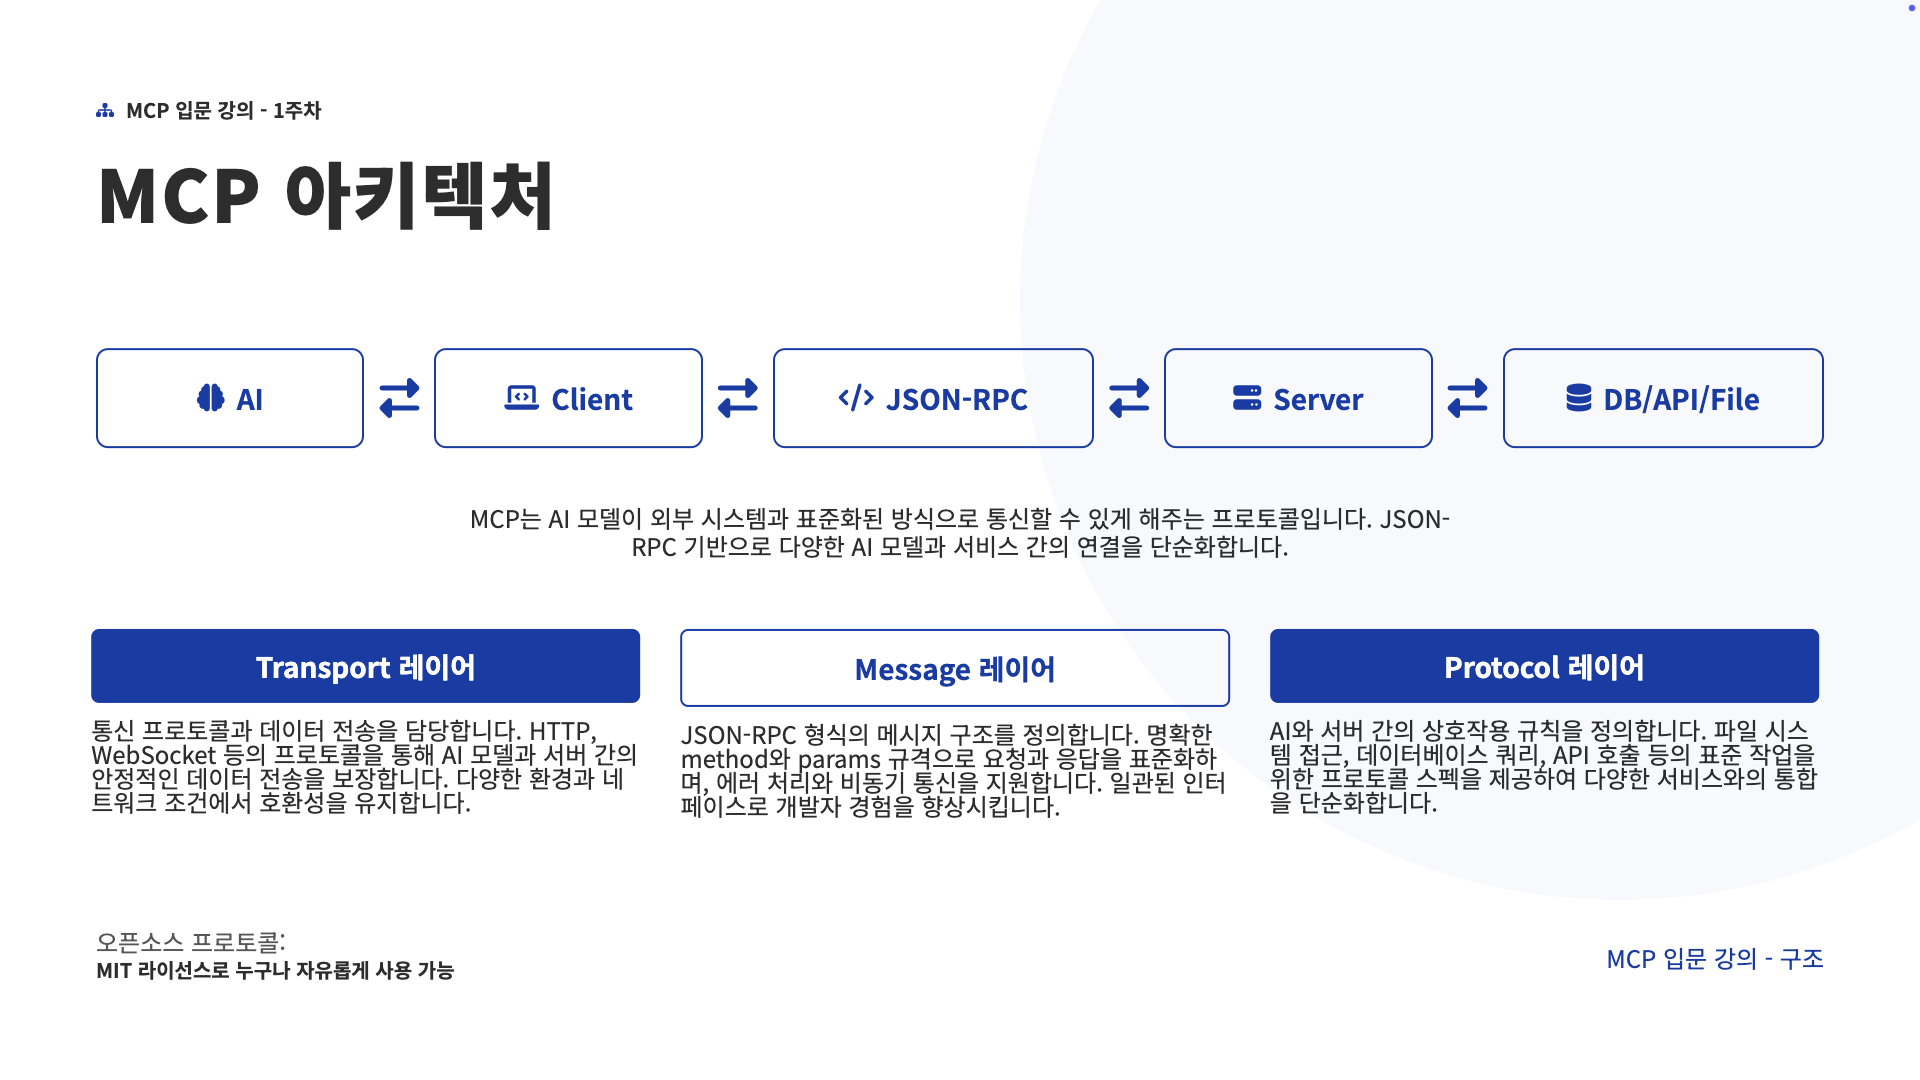 MCP 입문 강의 - 1주차
MCP 아키텍처
AI
Client
JSON-RPC
Server
DB/API/File
MCP는 AI 모델이 외부 시스템과 표준화된 방식으로 통신할 수 있게 해주는 프로토콜입니다. JSON-
RPC 기반으로 다양한 AI 모델과 서비스 간의 연결을 단순화합니다.
Transport 레이어
통신 프로토콜과 데이터 전송을 담당합니다. HTTP,
WebSocket 등의 프로토콜을 통해 AI 모델과 서버 간의
안정적인 데이터 전송을 보장합니다. 다양한 환경과 네
트워크 조건에서 호환성을 유지합니다.
Message 레이어
JSON-RPC 형식의 메시지 구조를 정의합니다. 명확한
method와 params 규격으로 요청과 응답을 표준화하
며, 에러 처리와 비동기 통신을 지원합니다. 일관된 인터
페이스로 개발자 경험을 향상시킵니다.
Protocol 레이어
AI와 서버 간의 상호작용 규칙을 정의합니다. 파일 시스
템 접근, 데이터베이스 쿼리, API 호출 등의 표준 작업을
위한 프로토콜 스펙을 제공하여 다양한 서비스와의 통합
을 단순화합니다.
오픈소스 프로토콜:
MIT 라이선스로 누구나 자유롭게 사용 가능
MCP 입문 강의 - 구조